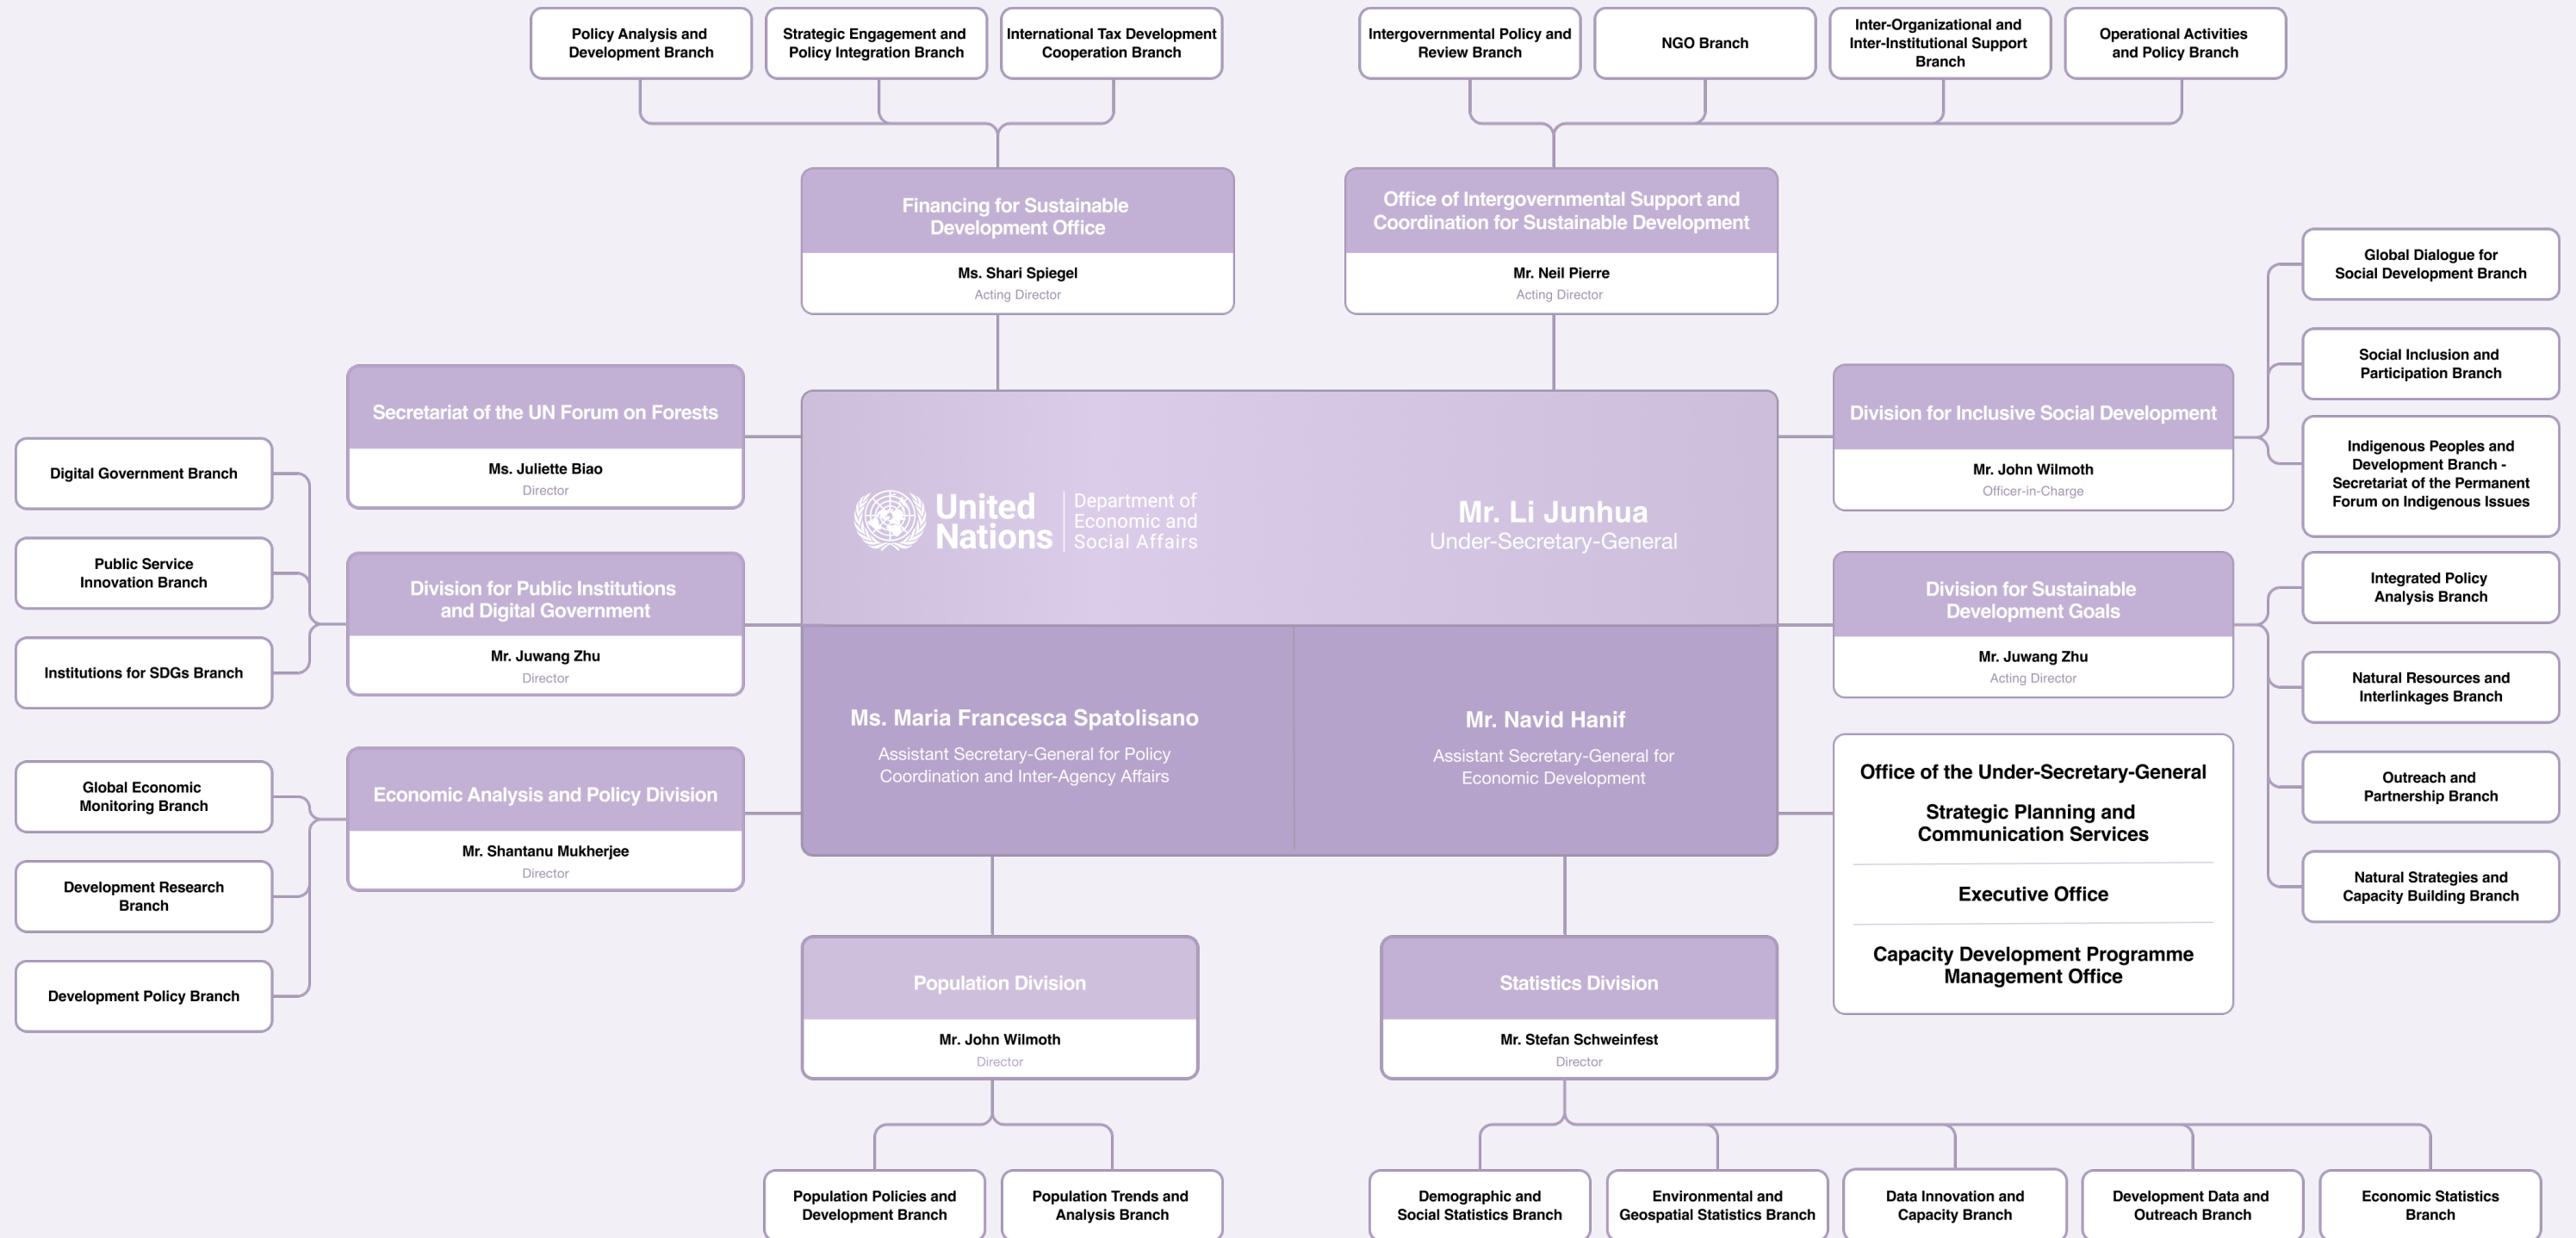 Policy Analysis and
Development Branch
Strategic Engagement and
Policy Integration Branch
International Tax Development
Cooperation Branch
Intergovernmental Policy and
Review Branch
NGO Branch
Inter-Organizational and
Inter-Institutional Support
Branch
Operational Activities
and Policy Branch
Financing for Sustainable
Development Office
Ms. Shari Spiegel
Acting Director
Office of Intergovernmental Support and
Coordination for Sustainable Development
Mr. Neil Pierre
Acting Director
Secretariat of the UN Forum on Forests
Ms. Juliette Biao
Director
Digital Government Branch
Public Service
Innovation Branch
Institutions for SDGs Branch
Division for Public Institutions
and Digital Government
Mr. Juwang Zhu
Director
Global Economic
Monitoring Branch
Development Research
Branch
Development Policy Branch
Economic Analysis and Policy Division
Mr. Shantanu Mukherjee
Director
United
Nations
Department of
Economic and
Social Affairs
Mr. Li Junhua
Under-Secretary-General
Ms. Maria Francesca Spatolisano
Assistant Secretary-General for Policy
Coordination and Inter-Agency Affairs
Mr. Navid Hanif
Assistant Secretary-General for
Economic Development
Division for Inclusive Social Development
Mr. John Wilmoth
Officer-in-Charge
Global Dialogue for
Social Development Branch
Social Inclusion and
Participation Branch
Indigenous Peoples and
Development Branch -
Secretariat of the Permanent
Forum on Indigenous Issues
Division for Sustainable
Development Goals
Mr. Juwang Zhu
Acting Director
Integrated Policy
Analysis Branch
Natural Resources and
Interlinkages Branch
Outreach and
Partnership Branch
Natural Strategies and
Capacity Building Branch
Office of the Under-Secretary-General
Strategic Planning and
Communication Services
Executive Office
Capacity Development Programme
Management Office
Population Division
Mr. John Wilmoth
Director
Statistics Division
Mr. Stefan Schweinfest
Director
Population Policies and
Development Branch
Population Trends and
Analysis Branch
Demographic and
Social Statistics Branch
Environmental and
Geospatial Statistics Branch
Data Innovation and
Capacity Branch
Development Data and
Outreach Branch
Economic Statistics
Branch